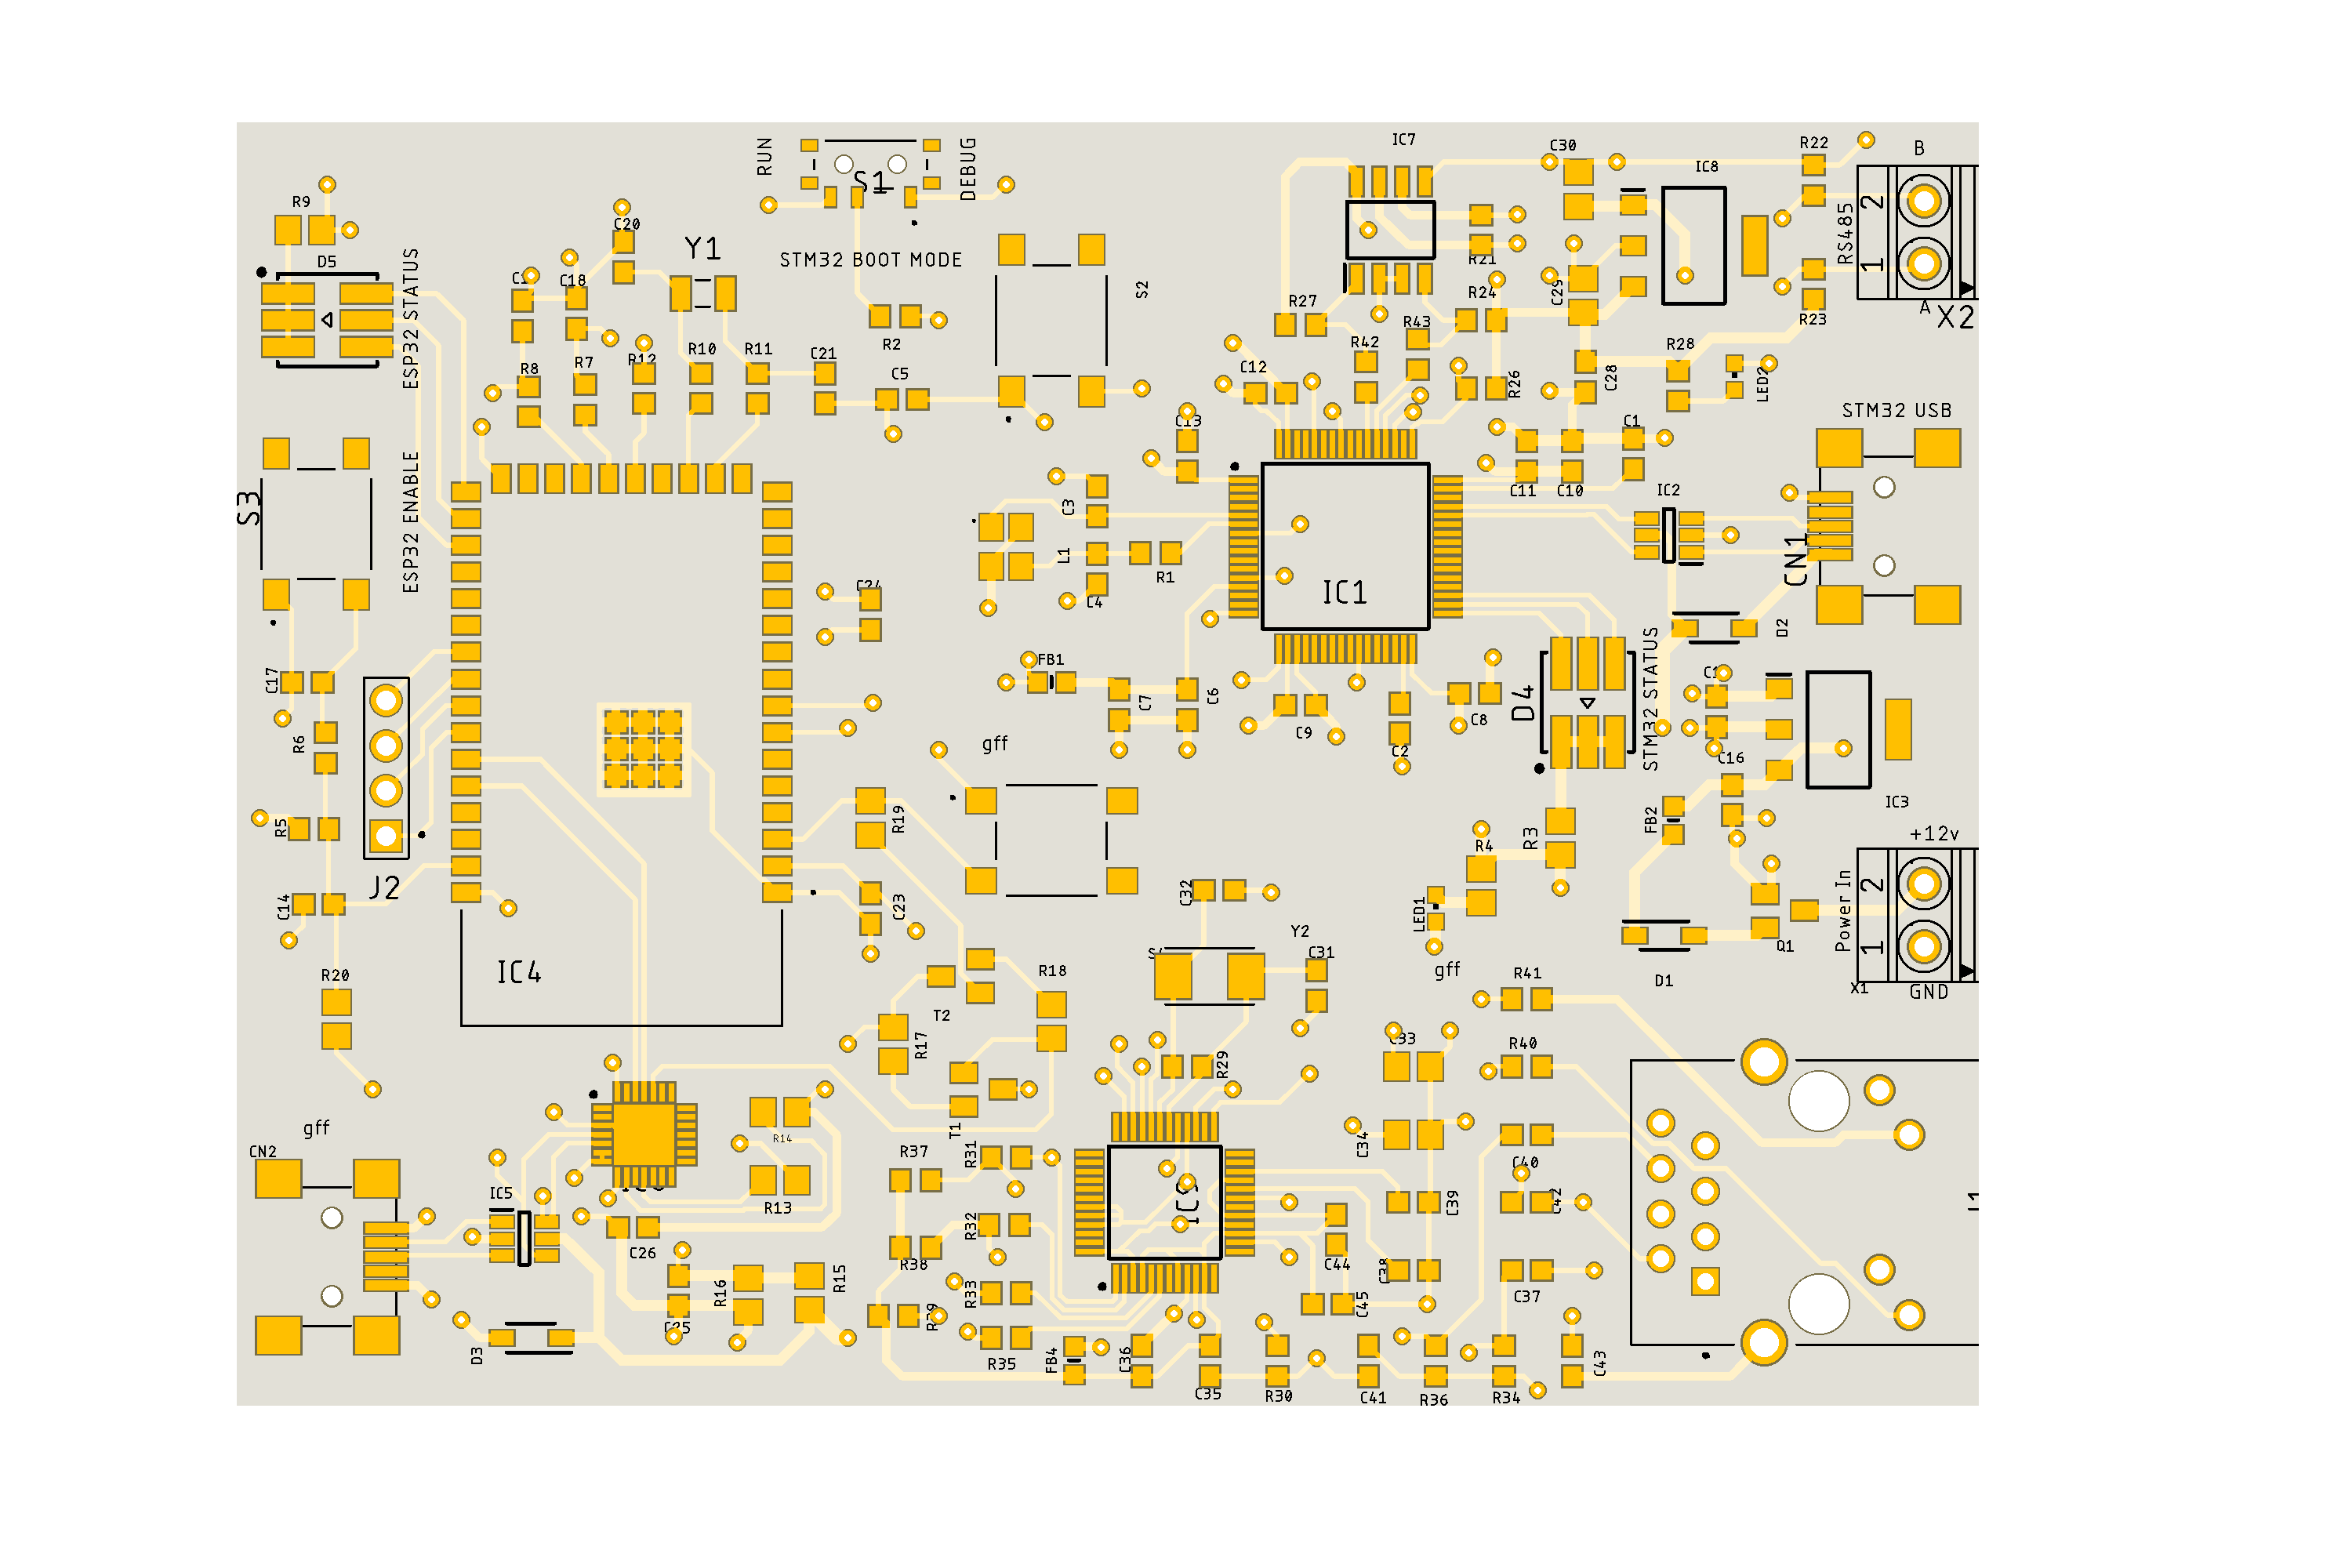 RUN
DEBUG
S1
STM32 BOOT MODE
IC7
C30
IC8
R22
B
RS485
2
1
A
X2
R9
D5
ESP32 STATUS
C20
Y1
C18
S2
R21
R27
R24
C29
R23
R2
R43
R42
R28
R8
R7
R12
R10
R11
C21
C5
C12
R26
C28
LED2
STM32 USB
C13
C1
S3
ESP32 ENABLE
C3
C11
C10
IC2
CN1
L1
R1
C4
IC1
C24
D2
STM32 STATUS
FB1
C17
C7
C6
D4
C8
C9
C2
R6
gff
C16
IC3
R5
R19
FB2
R3
R4
+12v
J2
C14
C23
C32
LED1
Power In
2
1
Q1
Y2
C31
IC4
gff
D1
X1
GND
R20
R18
R41
T2
R17
C33
R40
R29
gff
CN2
R14
T1
R37
R31
C34
C40
IC5
R13
C39
C42
R32
C26
R38
C44
C38
R16
R15
R33
C37
C45
C25
R39
D3
R35
FB4
C36
C35
R30
C41
R36
R34
C43